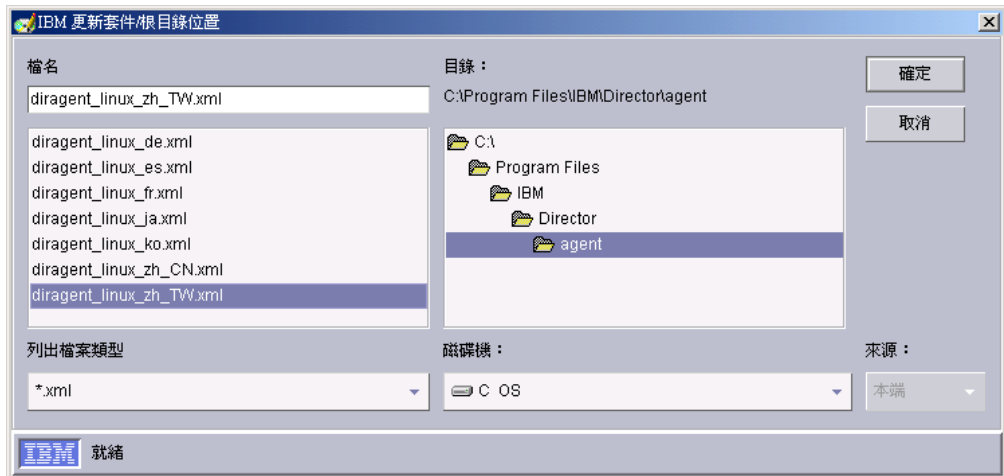 IBM 更新套件/根目錄位置
檔名
diragent_linux_zh_TW.xml
diragent_linux_de.xml
diragent_linux_es.xml
diragent_linux_fr.xml
diragent_linux_ja.xml
diragent_linux_ko.xml
diragent_linux_zh_CN.xml
diragent_linux_zh_TW.xml
列出檔案類型
*.xml
目錄：
C:\Program Files\IBM\Director\agent
C:\
Program Files
IBM
Director
agent
磁碟機：
C OS
確定
取消
來源：
本端
IBM 就緒